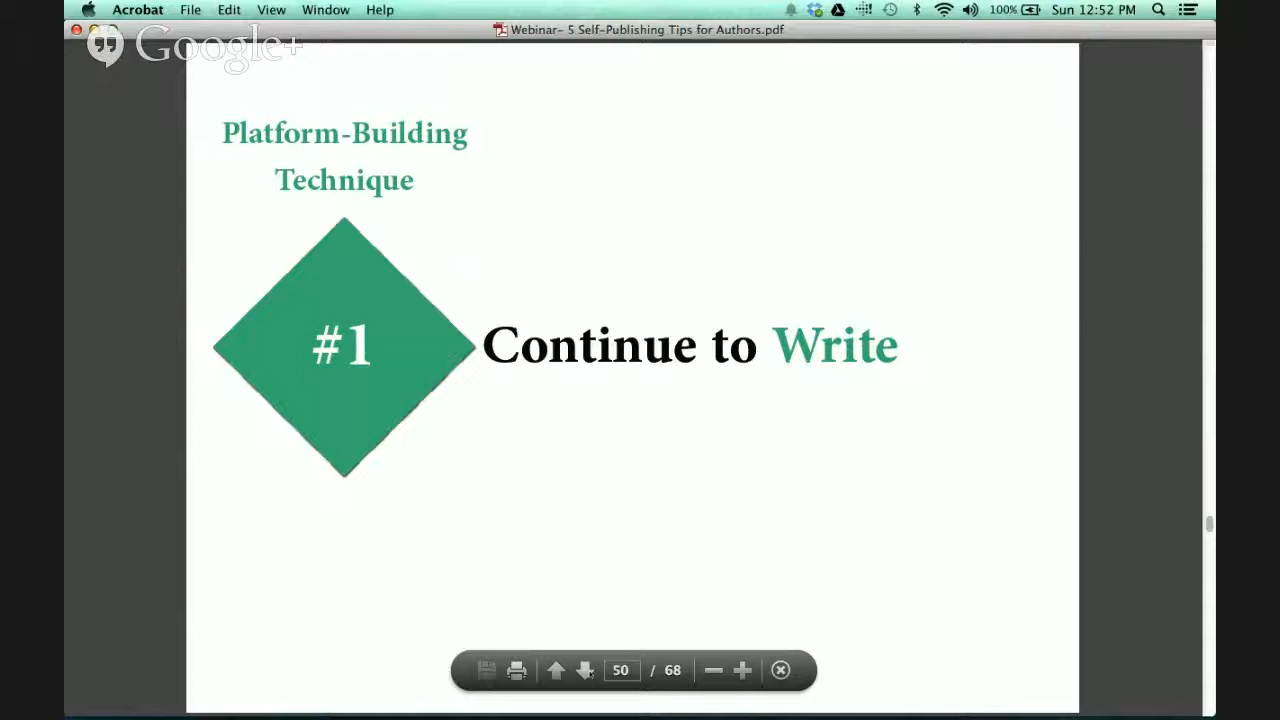 Acrobat File Edit View Window Help 100% Sun 12:52 PM
Webinar- 5 Self-Publishing Tips for Authors.pdf
Google+
Platform-Building
Technique
#1
Continue to Write
50 / 68